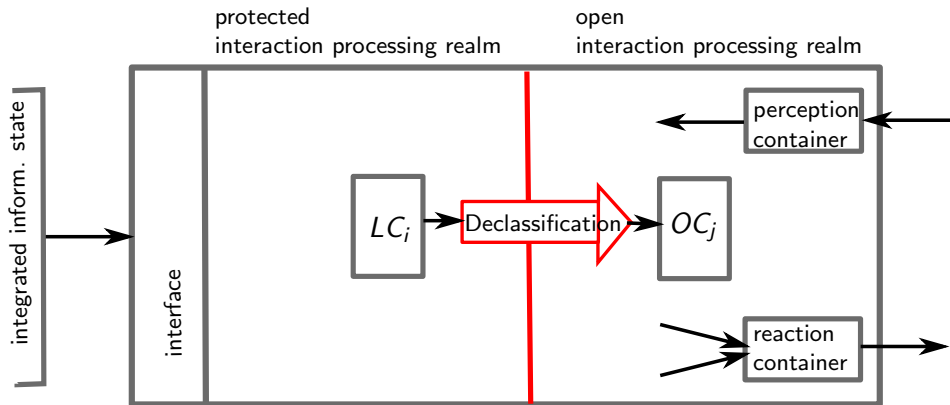 protected
interaction processing realm
open
interaction processing realm
integrated inform. state
interface
perception
container
LC_i
Declassification
OC_j
reaction
container